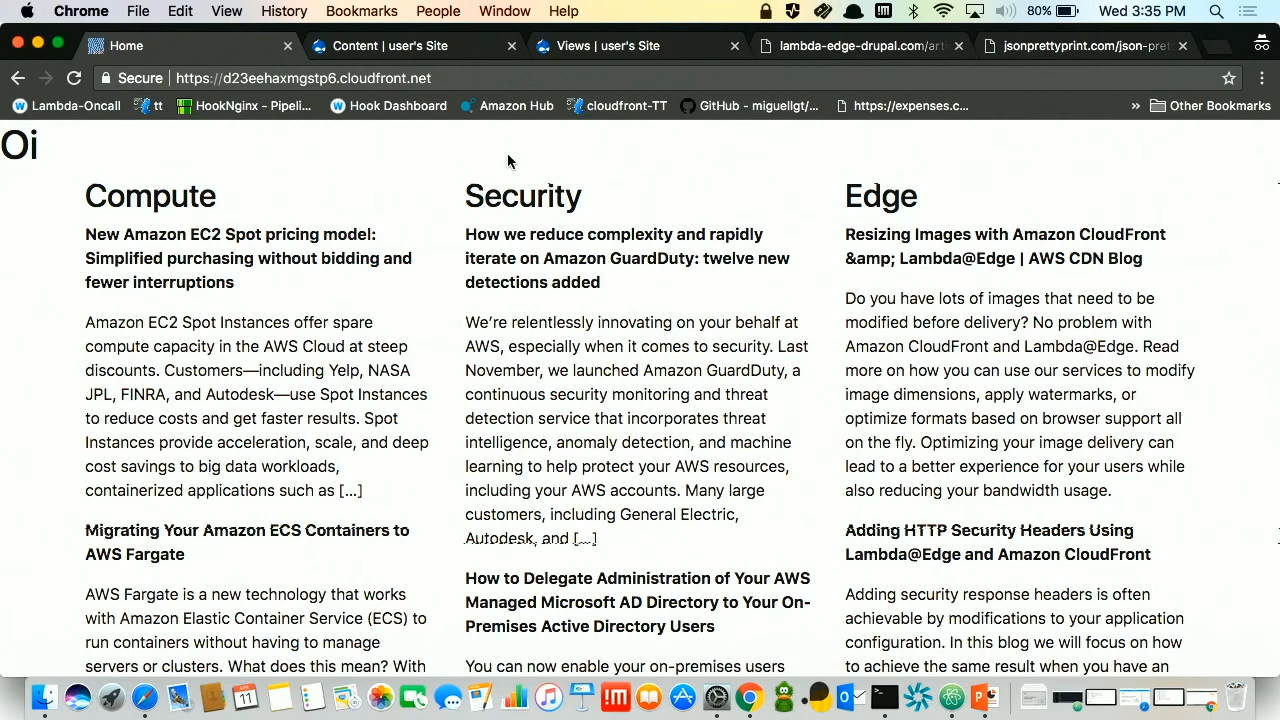 Chrome File Edit View History Bookmarks People Window Help 80% Wed 3:35 PM
Home Content | user's Site Views | user's Site lambda-edge-drupal.com/arti jsonprettyprint.com/json-pret
Secure https://d23eehaxmgstp6.cloudfront.net
Lambda-Oncall tt HookNginx - Pipeli... Hook Dashboard Amazon Hub cloudfront-TT GitHub - miguellgt/... https://expenses.c... » Other Bookmarks
Oi
Compute
New Amazon EC2 Spot pricing model:
Simplified purchasing without bidding and
fewer interruptions
Amazon EC2 Spot Instances offer spare
compute capacity in the AWS Cloud at steep
discounts. Customers—including Yelp, NASA
JPL, FINRA, and Autodesk—use Spot Instances
to reduce costs and get faster results. Spot
Instances provide acceleration, scale, and deep
cost savings to big data workloads,
containerized applications such as [...]
Migrating Your Amazon ECS Containers to
AWS Fargate
AWS Fargate is a new technology that works
with Amazon Elastic Container Service (ECS) to
run containers without having to manage
servers or clusters. What does this mean? With
Security
How we reduce complexity and rapidly
iterate on Amazon GuardDuty: twelve new
detections added
We're relentlessly innovating on your behalf at
AWS, especially when it comes to security. Last
November, we launched Amazon GuardDuty, a
continuous security monitoring and threat
detection service that incorporates threat
intelligence, anomaly detection, and machine
learning to help protect your AWS resources,
including your AWS accounts. Many large
customers, including General Electric,
Autodesk, and [...]
How to Delegate Administration of Your AWS
Managed Microsoft AD Directory to Your On-
Premises Active Directory Users
You can now enable your on-premises users
Edge
Resizing Images with Amazon CloudFront
&amp; Lambda@Edge | AWS CDN Blog
Do you have lots of images that need to be
modified before delivery? No problem with
Amazon CloudFront and Lambda@Edge. Read
more on how you can use our services to modify
image dimensions, apply watermarks, or
optimize formats based on browser support all
on the fly. Optimizing your image delivery can
lead to a better experience for your users while
also reducing your bandwidth usage.
Adding HTTP Security Headers Using
Lambda@Edge and Amazon CloudFront
Adding security response headers is often
achievable by modifications to your application
configuration. In this blog we will focus on how
to achieve the same result when you have an